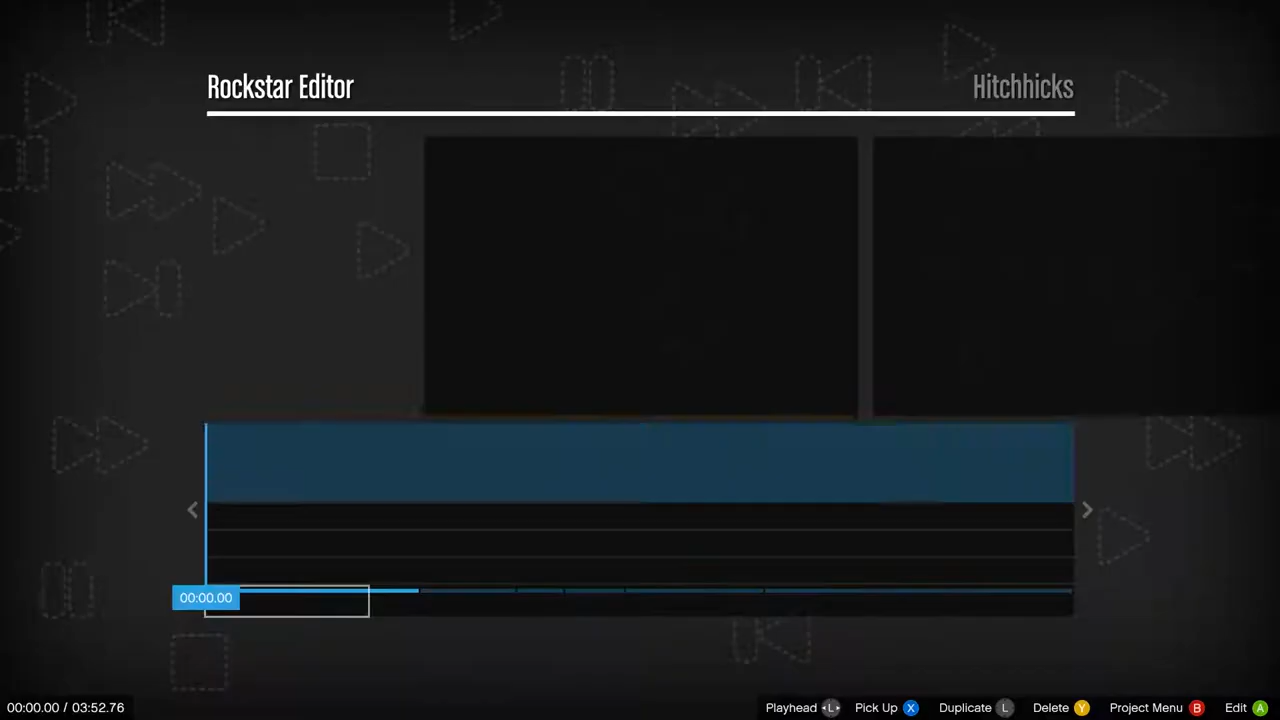 Rockstar Editor
Hitchhicks
00:00.00
00:00.00 / 03:52.76
Playhead L
Pick Up X
Duplicate L
Delete Y
Project Menu B
Edit A